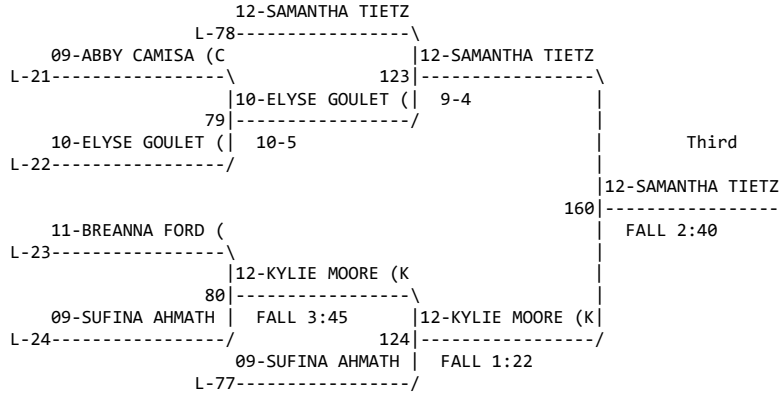 12-SAMANTHA TIETZ
L-78-----------------\
09-ABBY CAMISA (C |12-SAMANTHA TIETZ
L-21-----------------\ 123|-----------------\
|10-ELYSE GOULET (| 9-4 |
79|-----------------/ |
10-ELYSE GOULET (| 10-5 | Third
L-22-----------------/ |
|12-SAMANTHA TIETZ
160|-----------------
11-BREANNA FORD ( | FALL 2:40
L-23-----------------\ |
|12-KYLIE MOORE (K |
80|-----------------\ |
09-SUFINA AHMATH | FALL 3:45 |12-KYLIE MOORE (K|
L-24-----------------/ 124|-----------------/
09-SUFINA AHMATH | FALL 1:22
L-77-----------------/